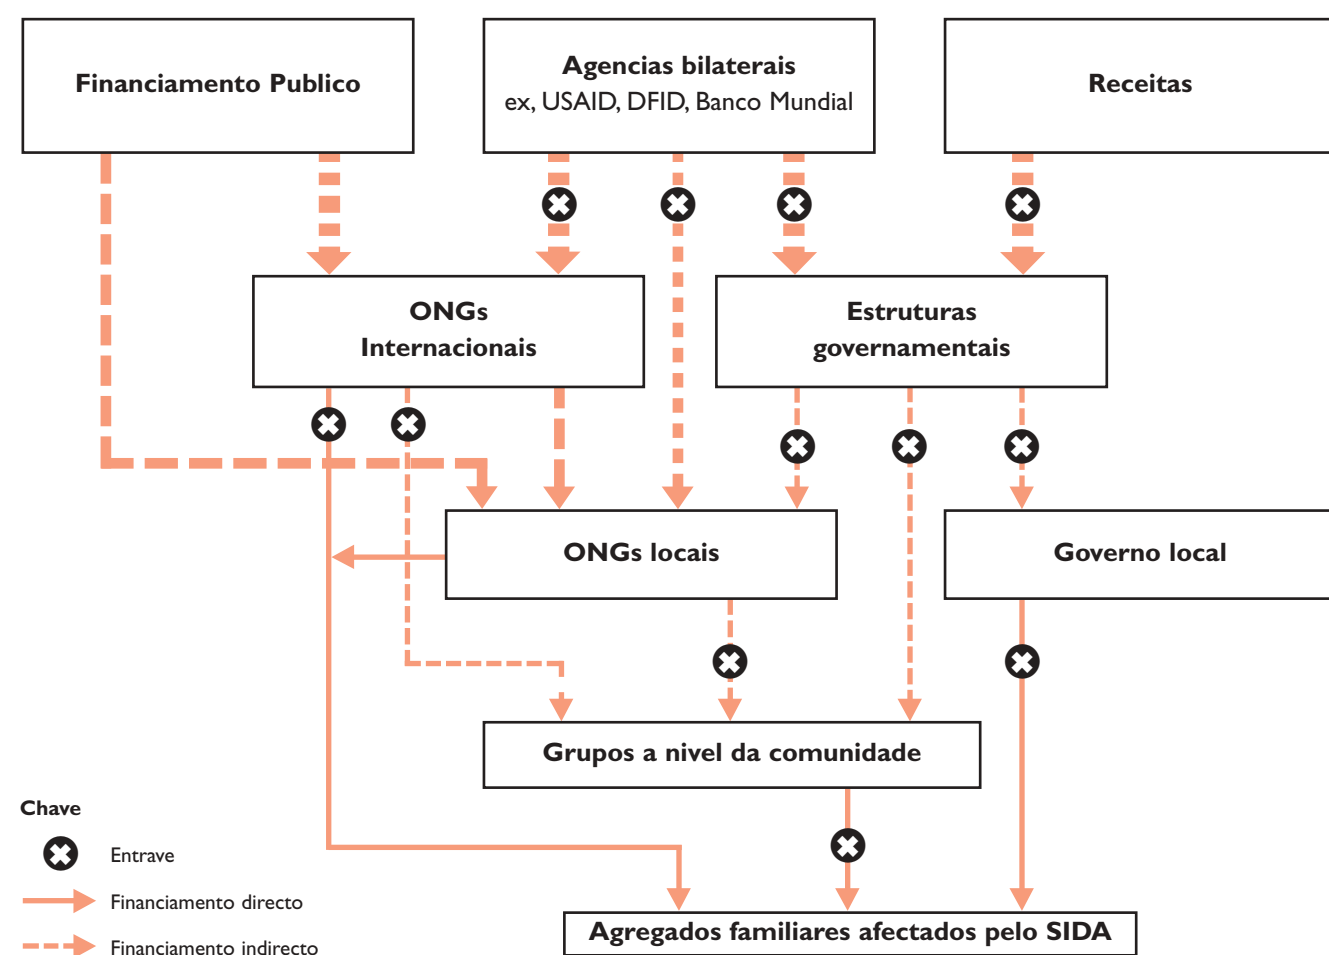 Financiamento Publico
Agencias bilaterais
ex, USAID, DFID, Banco Mundial
Receitas
ONGs
Internacionais
Estruturas
governamentais
ONGs locais
Governo local
Grupos a nivel da comunidade
Chave
Entrave
Financiamento directo
Financiamento indirecto
Agregados familiares afectados pelo SIDA